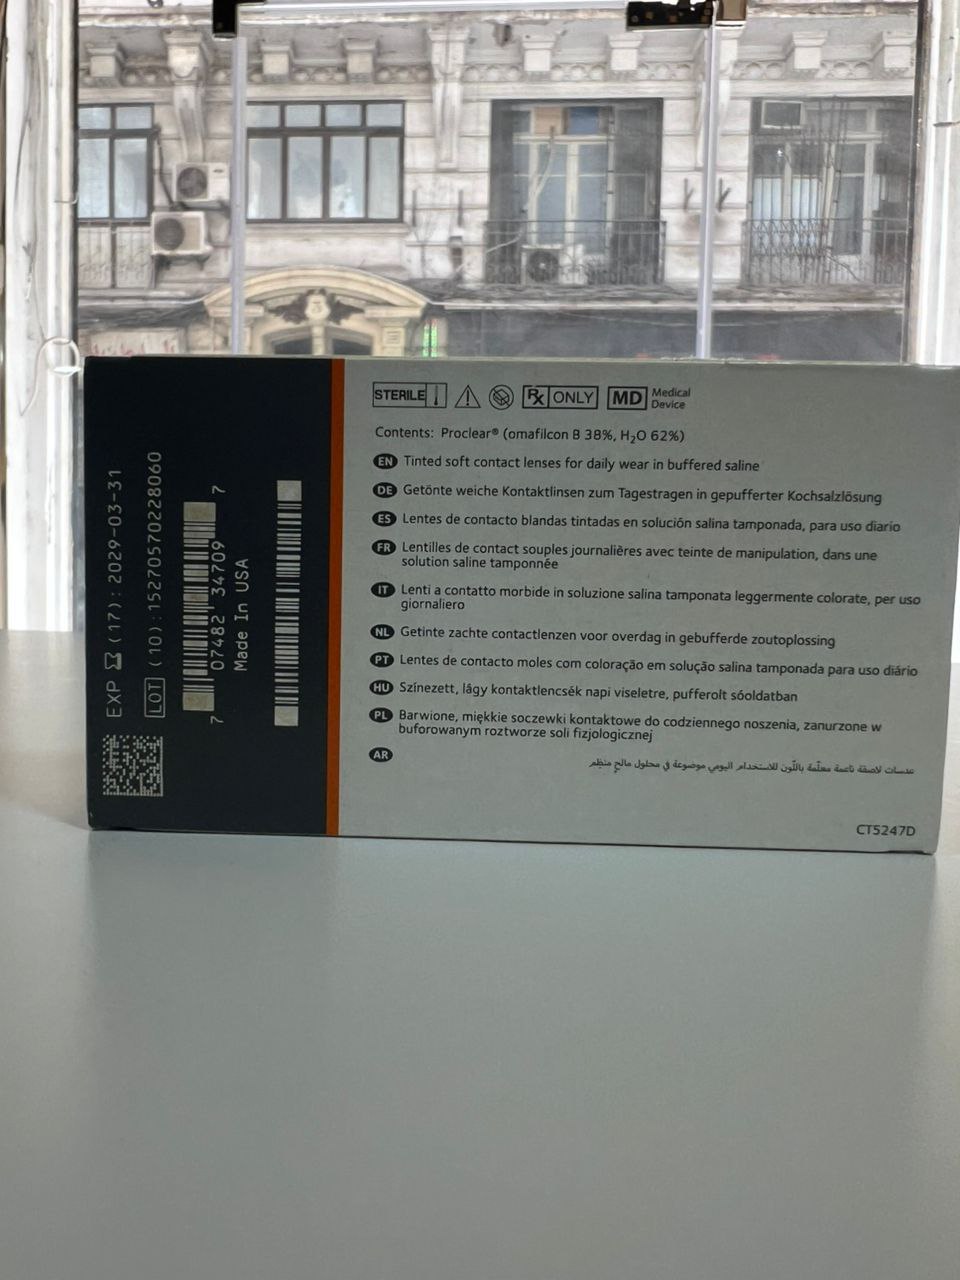 EXP (17): 2029-03-31
LOT (10): 15270570228060
7 07482 34709 7
Made In USA
STERILE
Rx ONLY
MD Medical
Device
Contents: Proclear® (omafilcon B 38%, H₂O 62%)
EN Tinted soft contact lenses for daily wear in buffered saline
DE Getönte weiche Kontaktlinsen zum Tagestragen in gepufferter Kochsalzlösung
ES Lentes de contacto blandas tintadas en solución salina tamponada, para uso diario
FR Lentilles de contact souples journalières avec teinte de manipulation, dans une
solution saline tamponnée
IT Lenti a contatto morbide in soluzione salina tamponata leggermente colorate, per uso
giornaliero
NL Getinte zachte contactlenzen voor overdag in gebufferde zoutoplossing
PT Lentes de contacto moles com coloração em solução salina tamponada para uso diário
HU Színezett, lágy kontaktlencsék napi viseletre, pufferolt sóoldatban
PL Barwione, miękkie soczewki kontaktowe do codziennego noszenia, zanurzone w
buforowanym roztworze soli fizjologicznej
AR عدسات لاصقة ناعمة معلّمة باللّون للاستخدام اليومي موضوعة في محلول مالح منظم
CT5247D